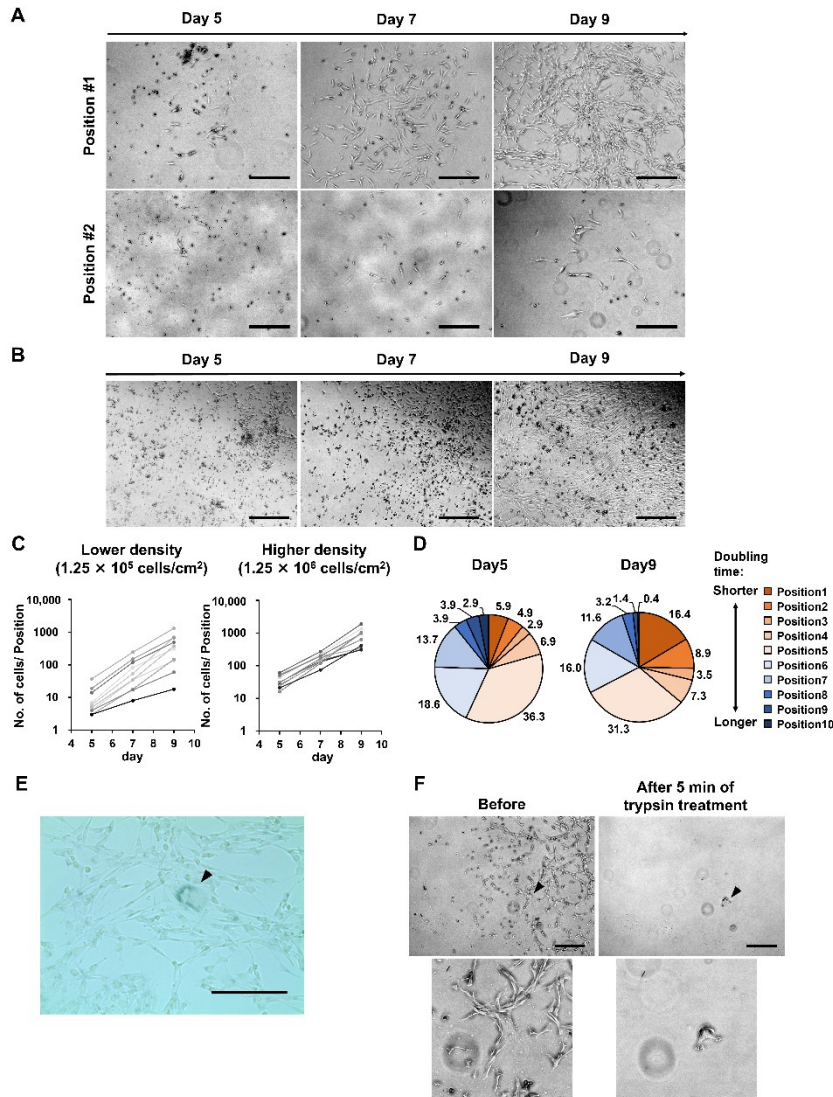 A
Day 5 Day 7 Day 9
Position #1
Position #2
B
Day 5 Day 7 Day 9
C
Lower density
(1.25 × 10⁵ cells/cm²)
Higher density
(1.25 × 10⁶ cells/cm²)
No. of cells/ Position
10,000
1000
100
10
1
4 5 6 7 8 9 10
day
No. of cells/ Position
10,000
1000
100
10
1
4 5 6 7 8 9 10
day
D
Day5
5.9
4.9
2.9
6.9
36.3
18.6
13.7
3.9
3.9
2.9
Day9
16.4
8.9
3.5
7.3
31.3
16.0
11.6
3.2
1.4
0.4
Doubling
time:
Shorter
Longer
Position1
Position2
Position3
Position4
Position5
Position6
Position7
Position8
Position9
Position10
E
F
Before
After 5 min of
trypsin treatment